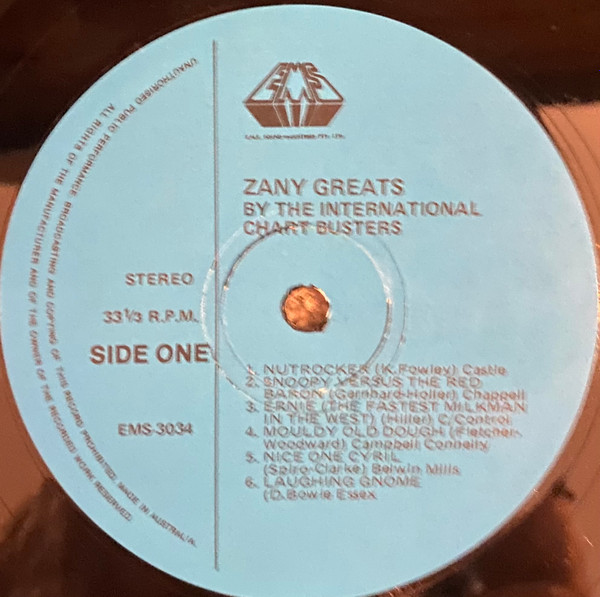 EMS
E.M.S. SOUND INDUSTRIES PTY. LTD.
ZANY GREATS
BY THE INTERNATIONAL
CHART BUSTERS
STEREO
33⅓ R.P.M.
SIDE ONE
EMS-3034
1. NUTROCKER (K.Fowley) Castle
2. SNOOPY VERSUS THE RED
BARON (Garnhard-Holler) Chappell
3. ERNIE (THE FASTEST MILKMAN
IN THE WEST) (Hiller) C/Control
4. MOULDY OLD DOUGH (Fletcher-
Woodward) Campbell Connelly
5. NICE ONE CYRIL
(Spiro-Clarke) Belwin Mills
6. LAUGHING GNOME
(D.Bowie Essex
UNAUTHORISED PUBLIC PERFORMANCE, BROADCASTING AND COPYING OF THIS RECORD PROHIBITED. MADE IN AUSTRALIA.
ALL RIGHTS OF THE MANUFACTURER AND OF THE OWNER OF THE RECORDED WORK RESERVED.